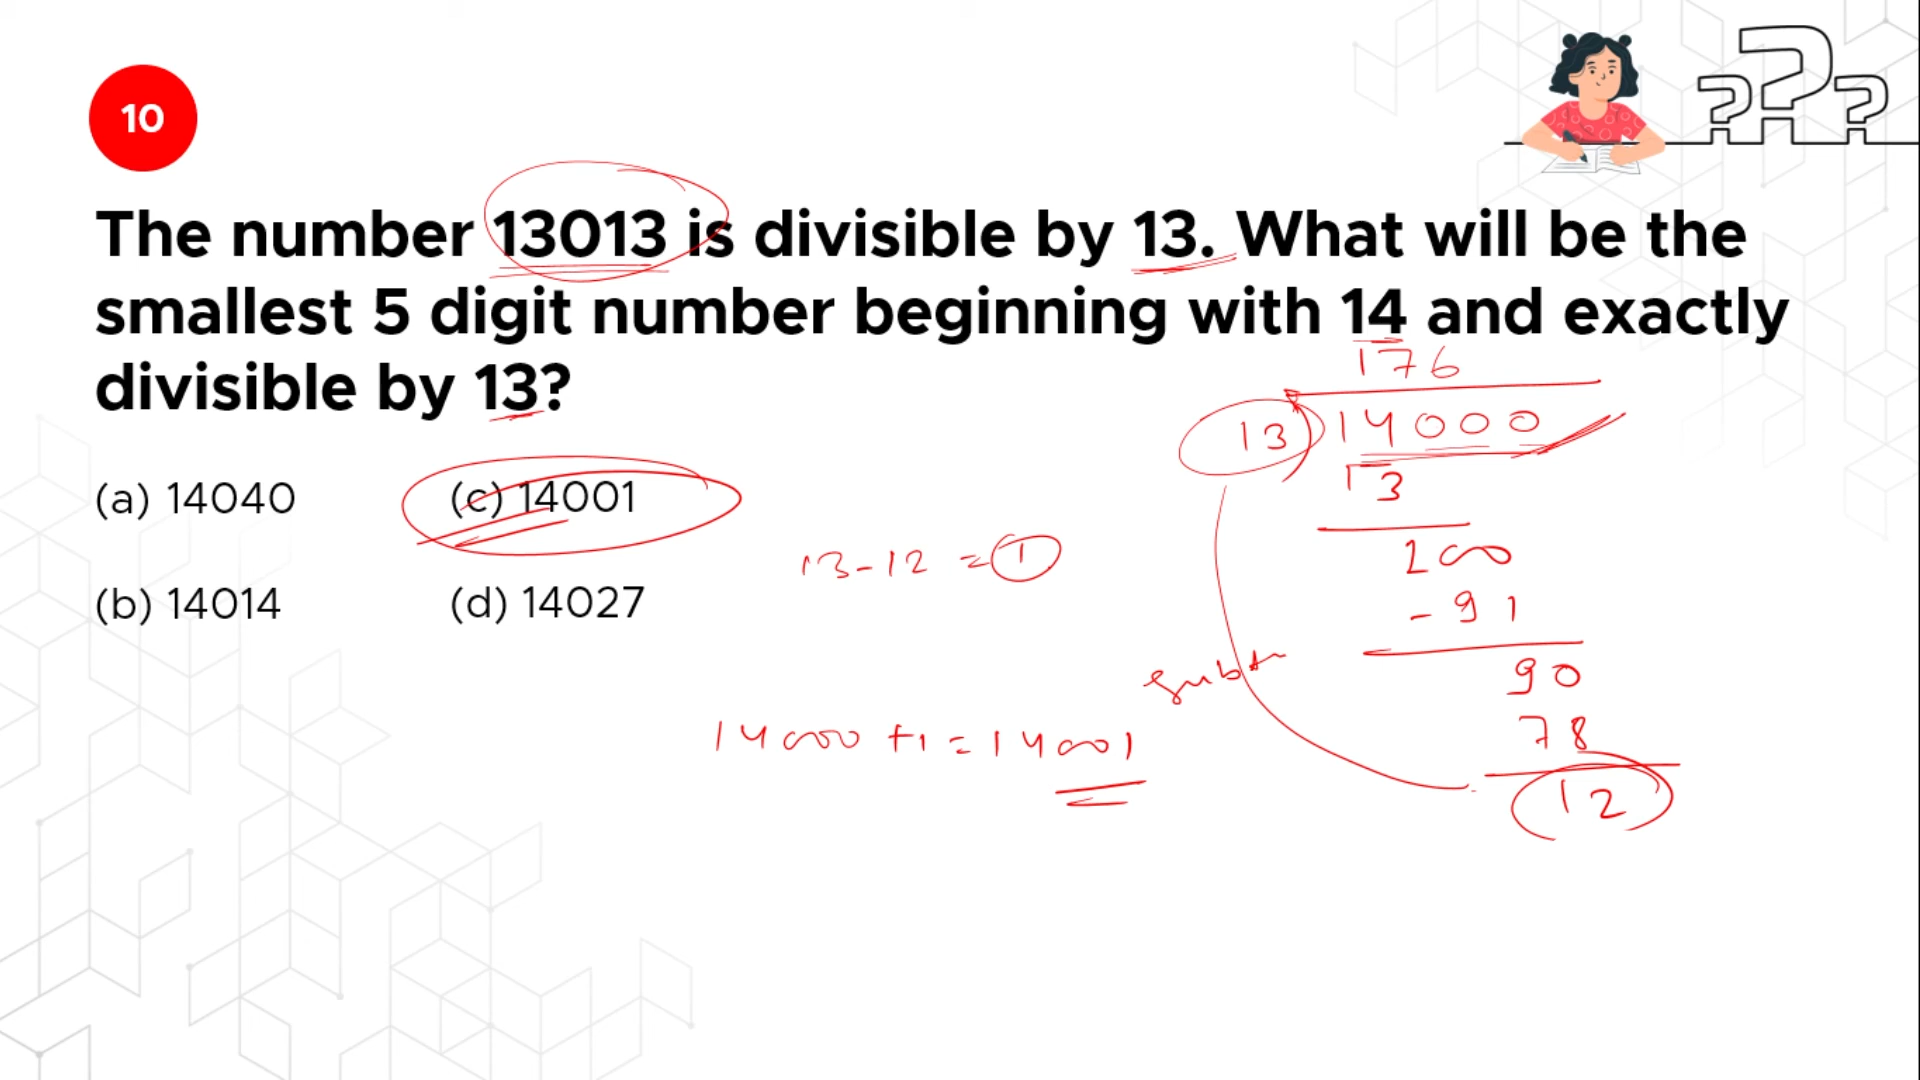 10
The number 13013 is divisible by 13. What will be the
smallest 5 digit number beginning with 14 and exactly
divisible by 13?
(a) 14040
(c) 14001
(b) 14014
(d) 14027
176
13) 14000
13
100
- 91
90
78
12
13 - 12 = 1
14000 + 1 = 14001
???